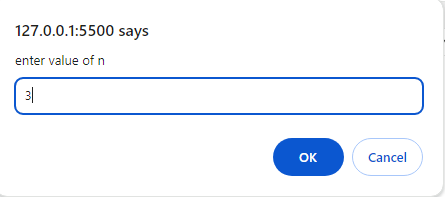 127.0.0.1:5500 says
enter value of n
3
OK Cancel